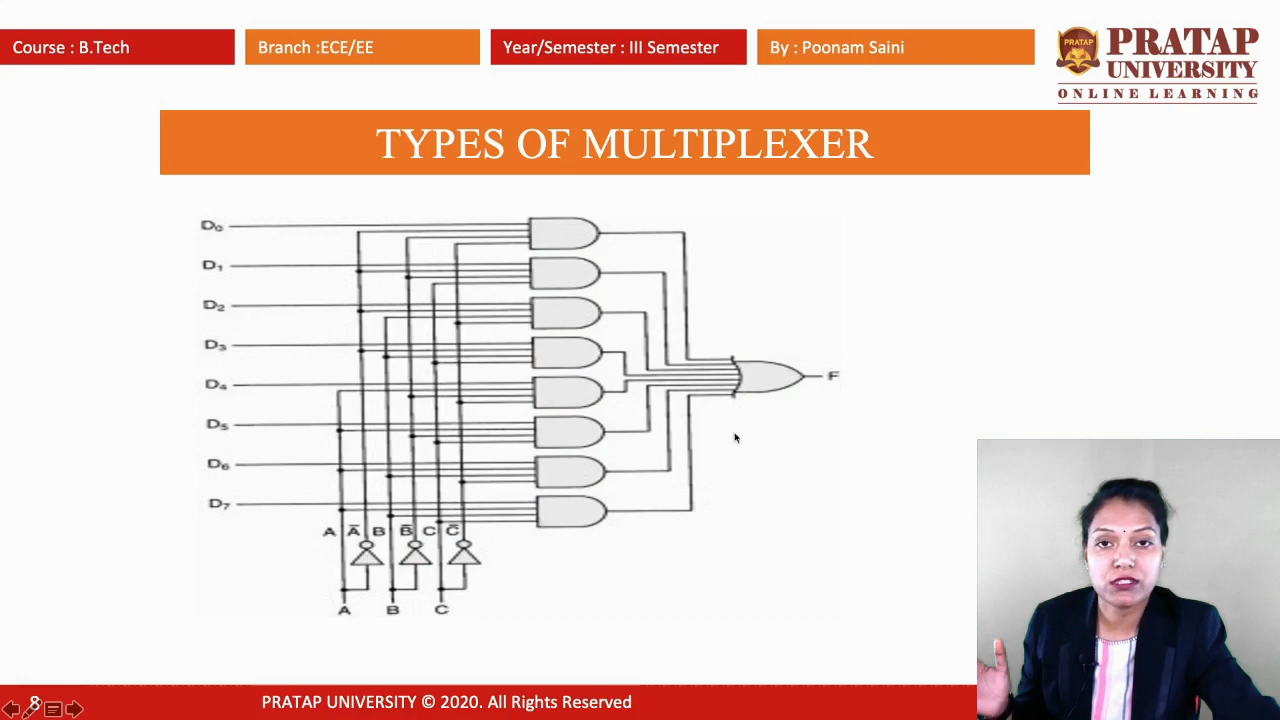 Course : B.Tech
Branch :ECE/EE
Year/Semester : III Semester
By : Poonam Saini
PRATAP
PRATAP
UNIVERSITY
ONLINE LEARNING
TYPES OF MULTIPLEXER
D₀
D₁
D₂
D₃
D₄
D₅
D₆
D₇
F
A A̅ B B̅ C C̅
A B C
8
PRATAP UNIVERSITY © 2020. All Rights Reserved